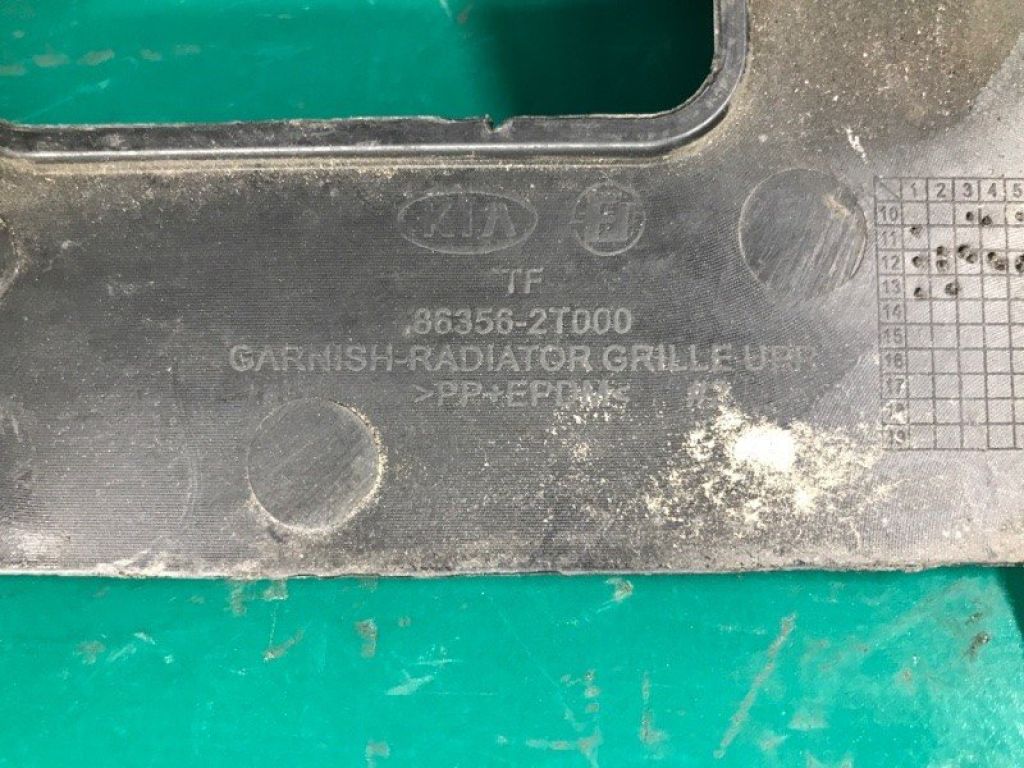 KIA
TF
86356-2T000
GARNISH-RADIATOR GRILLE UPR
>PP+EPDM<
1 2 3 4 5
10
11
12
13
14
15
16
17
18
19